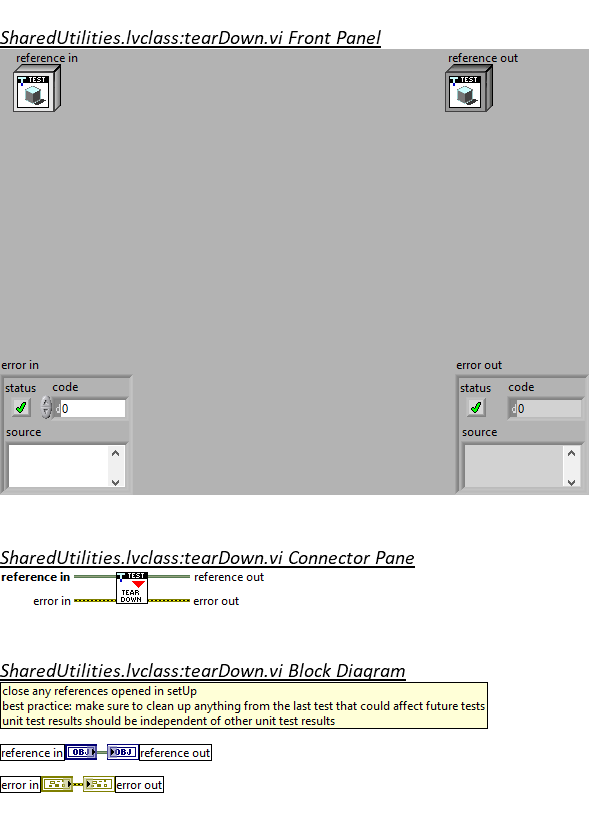 SharedUtilities.lvclass:tearDown.vi Front Panel
reference in
reference out
TEST
TEST
error in
error out
status code
status code
d 0
d 0
source
source
SharedUtilities.lvclass:tearDown.vi Connector Pane
reference in
TEST
reference out
error in
TEAR
DOWN
error out
SharedUtilities.lvclass:tearDown.vi Block Diagram
close any references opened in setUp
best practice: make sure to clean up anything from the last test that could affect future tests
unit test results should be independent of other unit test results
reference in OBJ OBJ reference out
error in error out